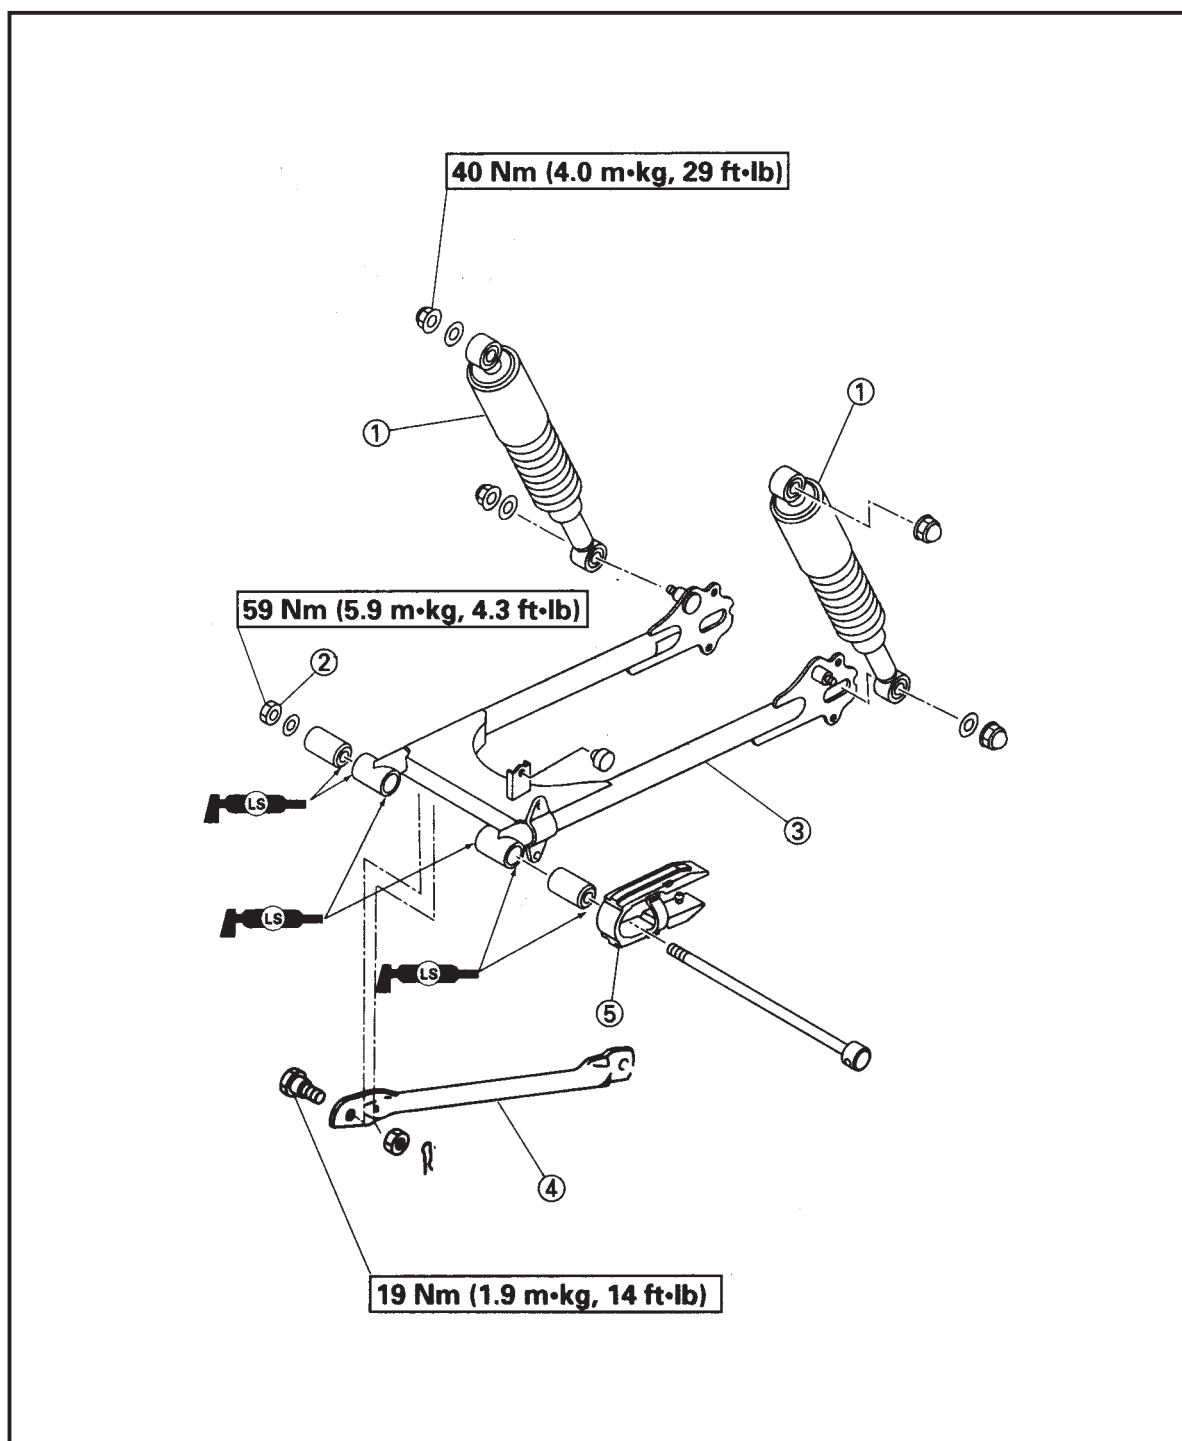 40 Nm (4.0 m•kg, 29 ft•lb)
1
1
59 Nm (5.9 m•kg, 4.3 ft•lb)
2
LS
3
LS
LS
5
4
19 Nm (1.9 m•kg, 14 ft•lb)